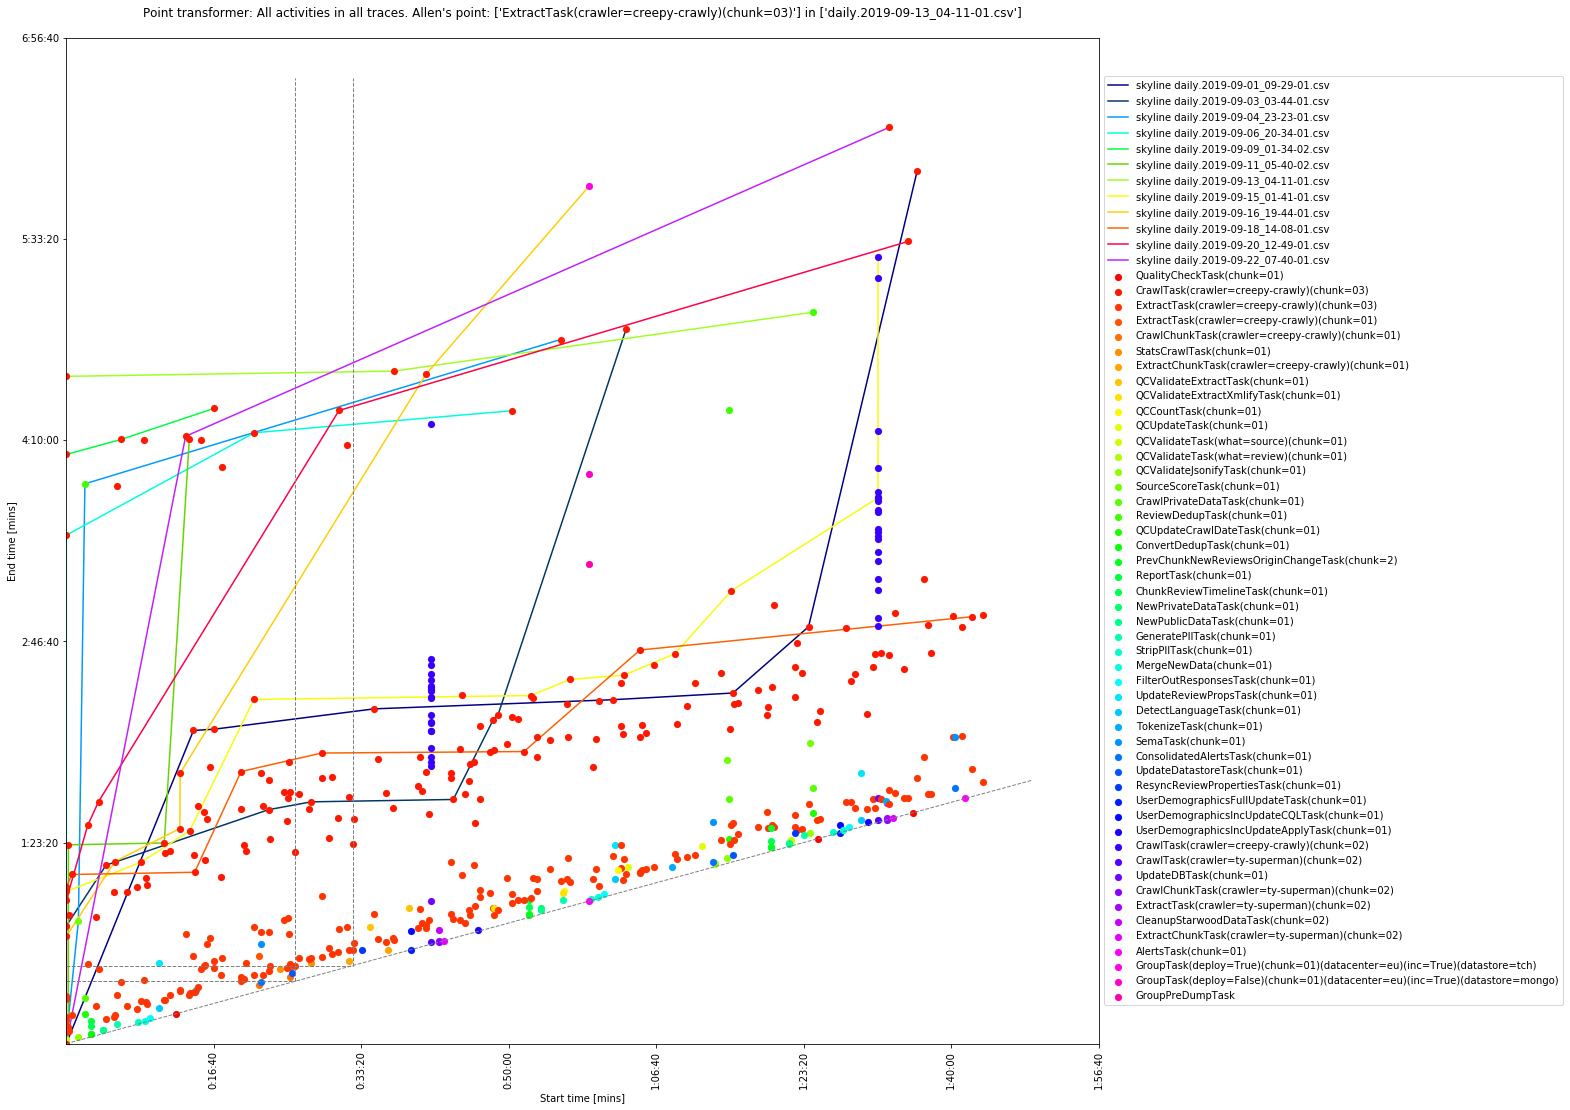 Point transformer: All activities in all traces. Allen's point: ['ExtractTask(crawler=creepy-crawly)(chunk=03)'] in ['daily.2019-09-13_04-11-01.csv']
6:56:40
5:33:20
4:10:00
2:46:40
1:23:20
End time [mins]
0:16:40
0:33:20
0:50:00
1:06:40
1:23:20
1:40:00
1:56:40
Start time [mins]
skyline daily.2019-09-01_09-29-01.csv
skyline daily.2019-09-03_03-44-01.csv
skyline daily.2019-09-04_23-23-01.csv
skyline daily.2019-09-06_20-34-01.csv
skyline daily.2019-09-09_01-34-02.csv
skyline daily.2019-09-11_05-40-02.csv
skyline daily.2019-09-13_04-11-01.csv
skyline daily.2019-09-15_01-41-01.csv
skyline daily.2019-09-16_19-44-01.csv
skyline daily.2019-09-18_14-08-01.csv
skyline daily.2019-09-20_12-49-01.csv
skyline daily.2019-09-22_07-40-01.csv
QualityCheckTask(chunk=01)
CrawlTask(crawler=creepy-crawly)(chunk=03)
ExtractTask(crawler=creepy-crawly)(chunk=03)
ExtractTask(crawler=creepy-crawly)(chunk=01)
CrawlChunkTask(crawler=creepy-crawly)(chunk=01)
StatsCrawlTask(chunk=01)
ExtractChunkTask(crawler=creepy-crawly)(chunk=01)
QCValidateExtractTask(chunk=01)
QCValidateExtractXmlifyTask(chunk=01)
QCCountTask(chunk=01)
QCUpdateTask(chunk=01)
QCValidateTask(what=source)(chunk=01)
QCValidateTask(what=review)(chunk=01)
QCValidateJsonifyTask(chunk=01)
SourceScoreTask(chunk=01)
CrawlPrivateDataTask(chunk=01)
ReviewDedupTask(chunk=01)
QCUpdateCrawlDateTask(chunk=01)
ConvertDedupTask(chunk=01)
PrevChunkNewReviewsOriginChangeTask(chunk=2)
ReportTask(chunk=01)
ChunkReviewTimelineTask(chunk=01)
NewPrivateDataTask(chunk=01)
NewPublicDataTask(chunk=01)
GeneratePIITask(chunk=01)
StripPIITask(chunk=01)
MergeNewData(chunk=01)
FilterOutResponsesTask(chunk=01)
UpdateReviewPropsTask(chunk=01)
DetectLanguageTask(chunk=01)
TokenizeTask(chunk=01)
SemaTask(chunk=01)
ConsolidatedAlertsTask(chunk=01)
UpdateDatastoreTask(chunk=01)
ResyncReviewPropertiesTask(chunk=01)
UserDemographicsFullUpdateTask(chunk=01)
UserDemographicsIncUpdateCQLTask(chunk=01)
UserDemographicsIncUpdateApplyTask(chunk=01)
CrawlTask(crawler=creepy-crawly)(chunk=02)
CrawlTask(crawler=ty-superman)(chunk=02)
UpdateDBTask(chunk=01)
CrawlChunkTask(crawler=ty-superman)(chunk=02)
ExtractTask(crawler=ty-superman)(chunk=02)
CleanupStarwoodDataTask(chunk=02)
ExtractChunkTask(crawler=ty-superman)(chunk=02)
AlertsTask(chunk=01)
GroupTask(deploy=True)(chunk=01)(datacenter=eu)(inc=True)(datastore=tch)
GroupTask(deploy=False)(chunk=01)(datacenter=eu)(inc=True)(datastore=mongo)
GroupPreDumpTask